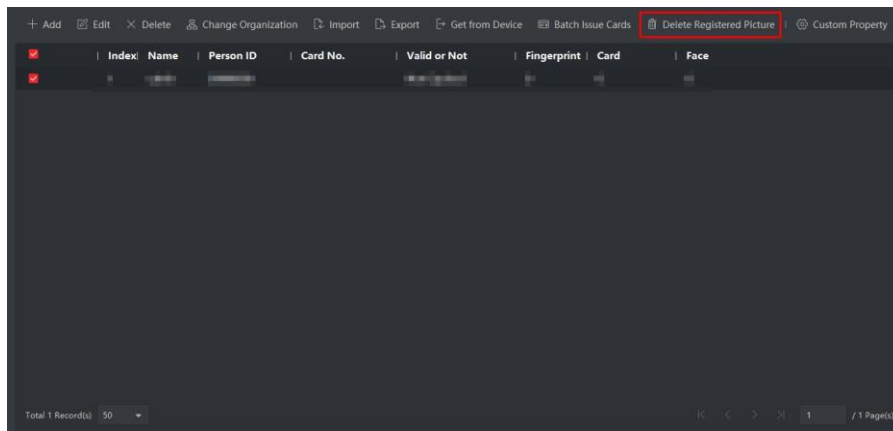 Add Edit Delete Change Organization Import Export Get from Device Batch Issue Cards Delete Registered Picture Custom Property
Index Name Person ID Card No. Valid or Not Fingerprint Card Face
Total 1 Record(s) 50 1 / 1 Page(s)